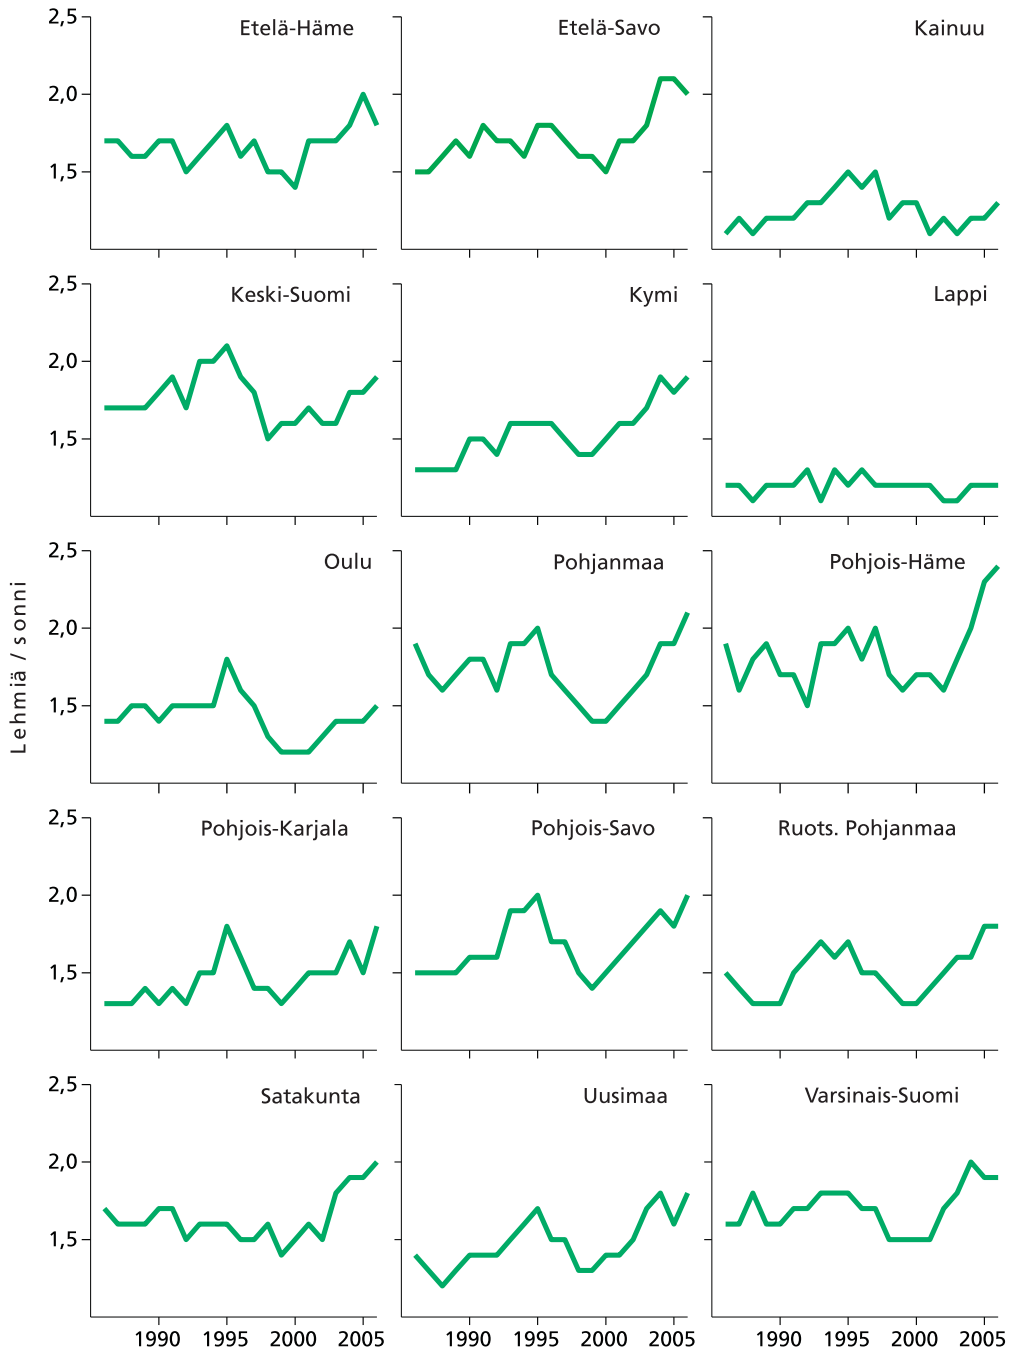 Lehmiä / sonni
2,5
Etelä-Häme
Etelä-Savo
Kainuu
2,0
1,5
2,5
Keski-Suomi
Kymi
Lappi
2,0
1,5
2,5
Oulu
Pohjanmaa
Pohjois-Häme
2,0
1,5
2,5
Pohjois-Karjala
Pohjois-Savo
Ruots. Pohjanmaa
2,0
1,5
2,5
Satakunta
Uusimaa
Varsinais-Suomi
2,0
1,5
1990 1995 2000 2005 1990 1995 2000 2005 1990 1995 2000 2005